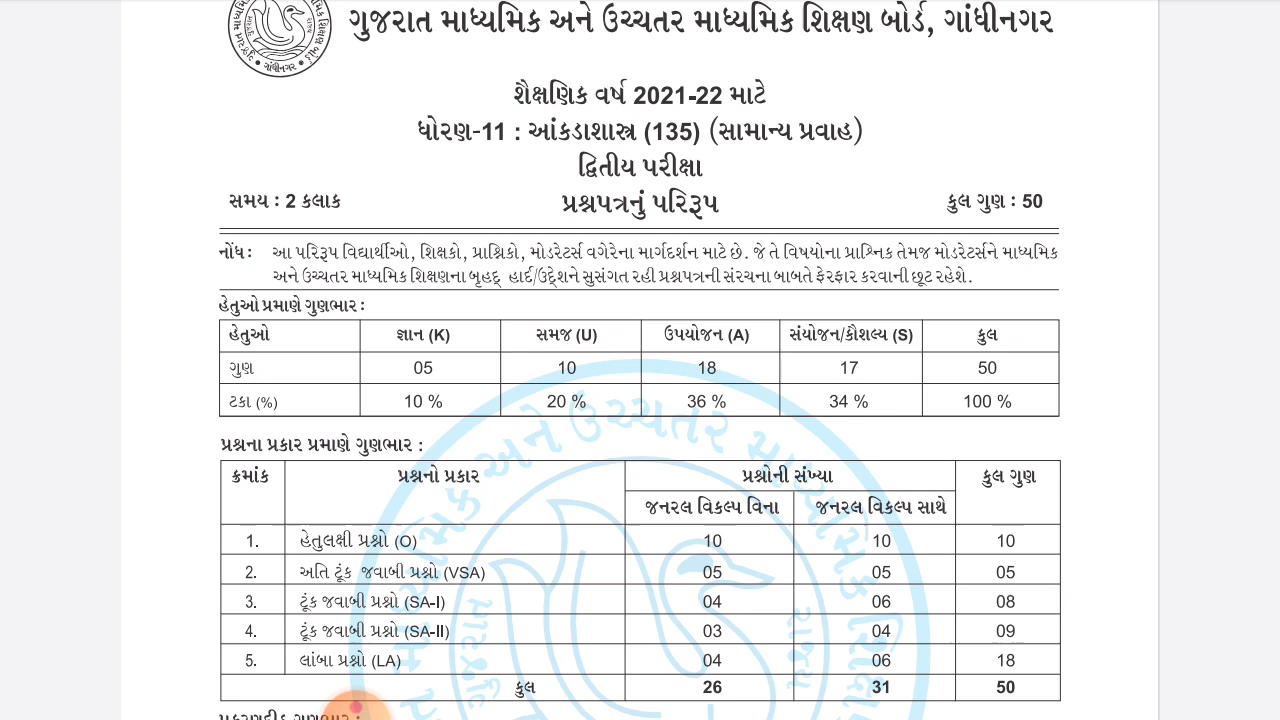 ગુજરાત માધ્યમિક અને ઉચ્ચતર માધ્યમિક શિક્ષણ બોર્ડ, ગાંધીનગર
શૈક્ષણિક વર્ષ 2021-22 માટે
ધોરણ-11 : આંકડાશાસ્ત્ર (135) (સામાન્ય પ્રવાહ)
દ્વિતીય પરીક્ષા
સમય : 2 કલાક પ્રશ્નપત્રનું પરિરૂપ કુલ ગુણ : 50
નોંધ : આ પરિરૂપ વિદ્યાર્થીઓ, શિક્ષકો, પ્રાશ્નિકો, મોડરેટર્સ વગેરેના માર્ગદર્શન માટે છે. જે તે વિષયોના પ્રાશ્નિક તેમજ મોડરેટર્સને માધ્યમિક
અને ઉચ્ચતર માધ્યમિક શિક્ષણના બૃહદ્ હાર્દ/ઉદ્દેશને સુસંગત રહી પ્રશ્નપત્રની સંરચના બાબતે ફેરફાર કરવાની છૂટ રહેશે.
હેતુઓ પ્રમાણે ગુણભાર :
હેતુઓ જ્ઞાન (K) સમજ (U) ઉપયોજન (A) સંયોજન/કૌશલ્ય (S) કુલ
ગુણ 05 10 18 17 50
ટકા (%) 10 % 20 % 36 % 34 % 100 %
પ્રશ્નના પ્રકાર પ્રમાણે ગુણભાર :
ક્રમાંક પ્રશ્નનો પ્રકાર પ્રશ્નોની સંખ્યા કુલ ગુણ
જનરલ વિકલ્પ વિના જનરલ વિકલ્પ સાથે
1. હેતુલક્ષી પ્રશ્નો (O) 10 10 10
2. અતિ ટૂંક જવાબી પ્રશ્નો (VSA) 05 05 05
3. ટૂંક જવાબી પ્રશ્નો (SA-I) 04 06 08
4. ટૂંક જવાબી પ્રશ્નો (SA-II) 03 04 09
5. લાંબા પ્રશ્નો (LA) 04 06 18
કુલ 26 31 50